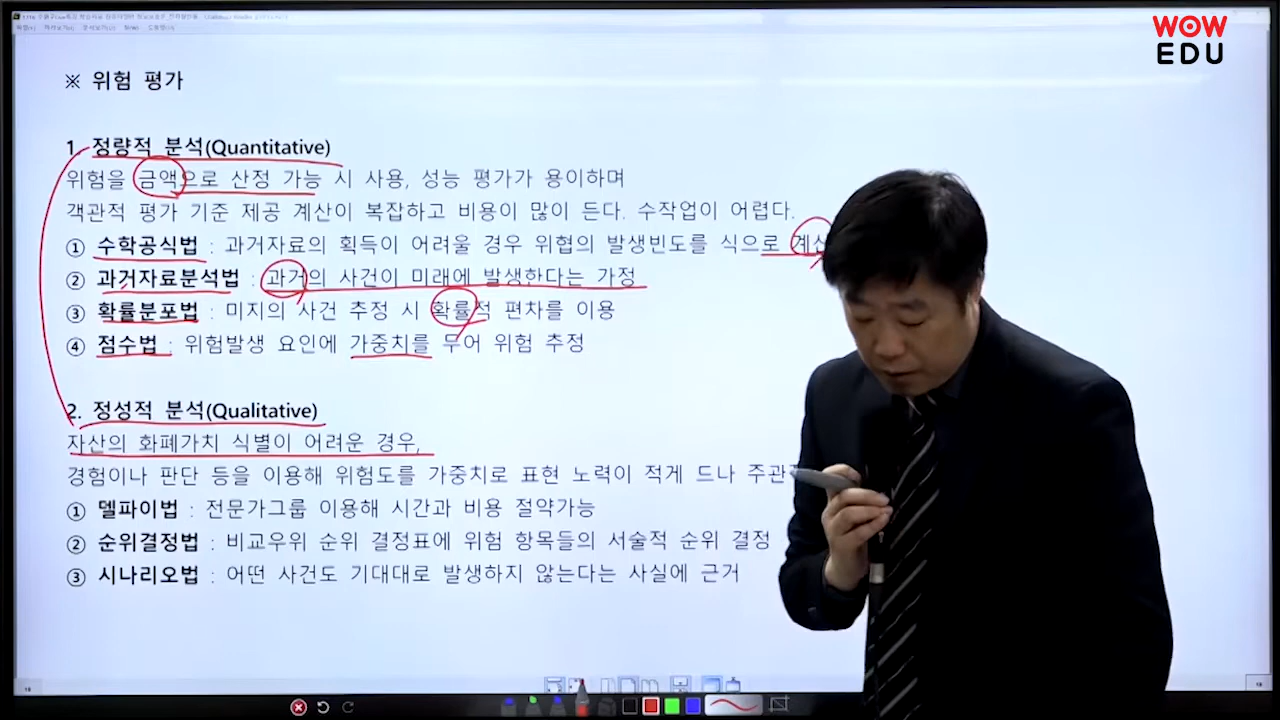 WOW
EDU
※ 위험 평가
1. 정량적 분석(Quantitative)
위험을 금액으로 산정 가능 시 사용, 성능 평가가 용이하며
객관적 평가 기준 제공 계산이 복잡하고 비용이 많이 든다. 수작업이 어렵다.
① 수학공식법 : 과거자료의 획득이 어려울 경우 위협의 발생빈도를 식으로 계산
② 과거자료분석법 : 과거의 사건이 미래에 발생한다는 가정
③ 확률분포법 : 미지의 사건 추정 시 확률적 편차를 이용
④ 점수법 : 위험발생 요인에 가중치를 두어 위험 추정
2. 정성적 분석(Qualitative)
자산의 화폐가치 식별이 어려운 경우,
경험이나 판단 등을 이용해 위험도를 가중치로 표현 노력이 적게 드나
① 델파이법 : 전문가그룹 이용해 시간과 비용 절약가능
② 순위결정법 : 비교우위 순위 결정표에 위험 항목들의 서술적 순위 결정
③ 시나리오법 : 어떤 사건도 기대대로 발생하지 않는다는 사실에 근거